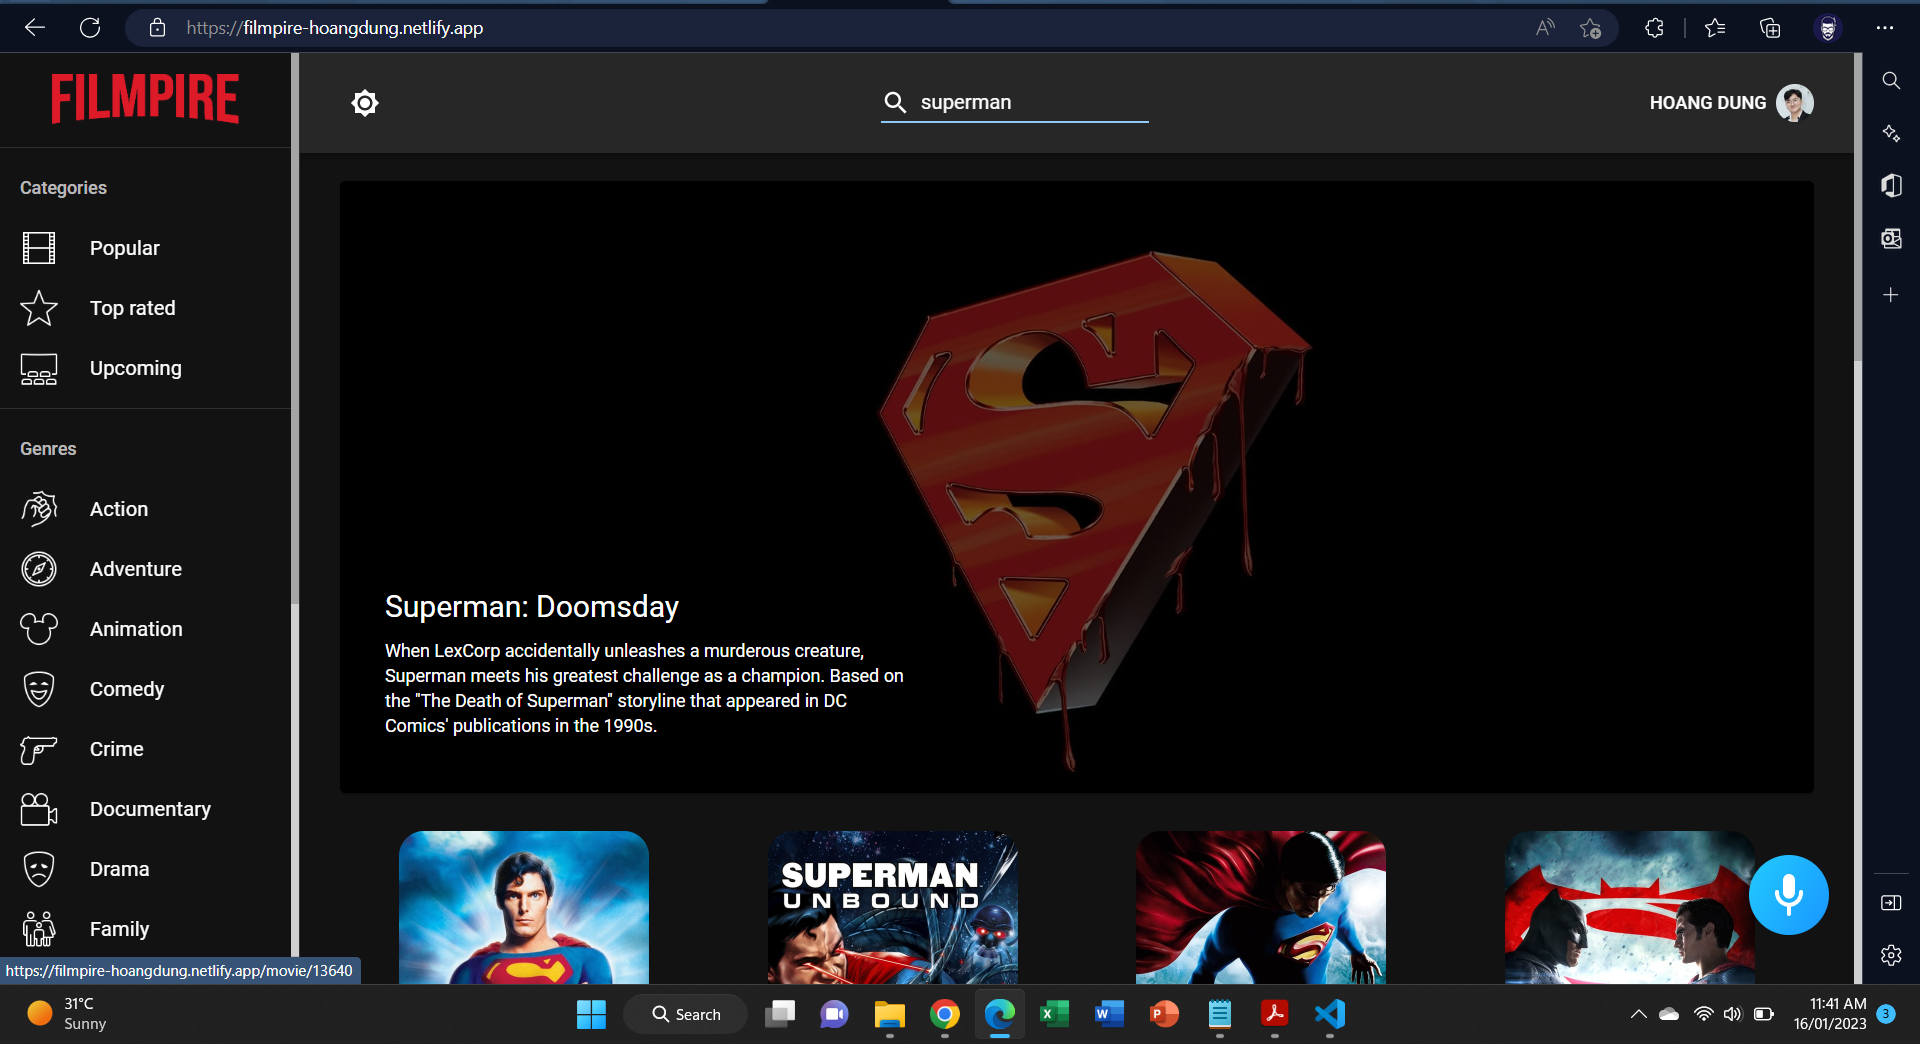 https://filmpire-hoangdung.netlify.app
FILMPIRE
superman
HOANG DUNG
Categories
Popular
Top rated
Upcoming
Genres
Action
Adventure
Animation
Comedy
Crime
Documentary
Drama
Family
Superman: Doomsday
When LexCorp accidentally unleashes a murderous creature,
Superman meets his greatest challenge as a champion. Based on
the "The Death of Superman" storyline that appeared in DC
Comics' publications in the 1990s.
SUPERMAN
UNBOUND
https://filmpire-hoangdung.netlify.app/movie/13640
31°C
Sunny
Search
11:41 AM
16/01/2023
3